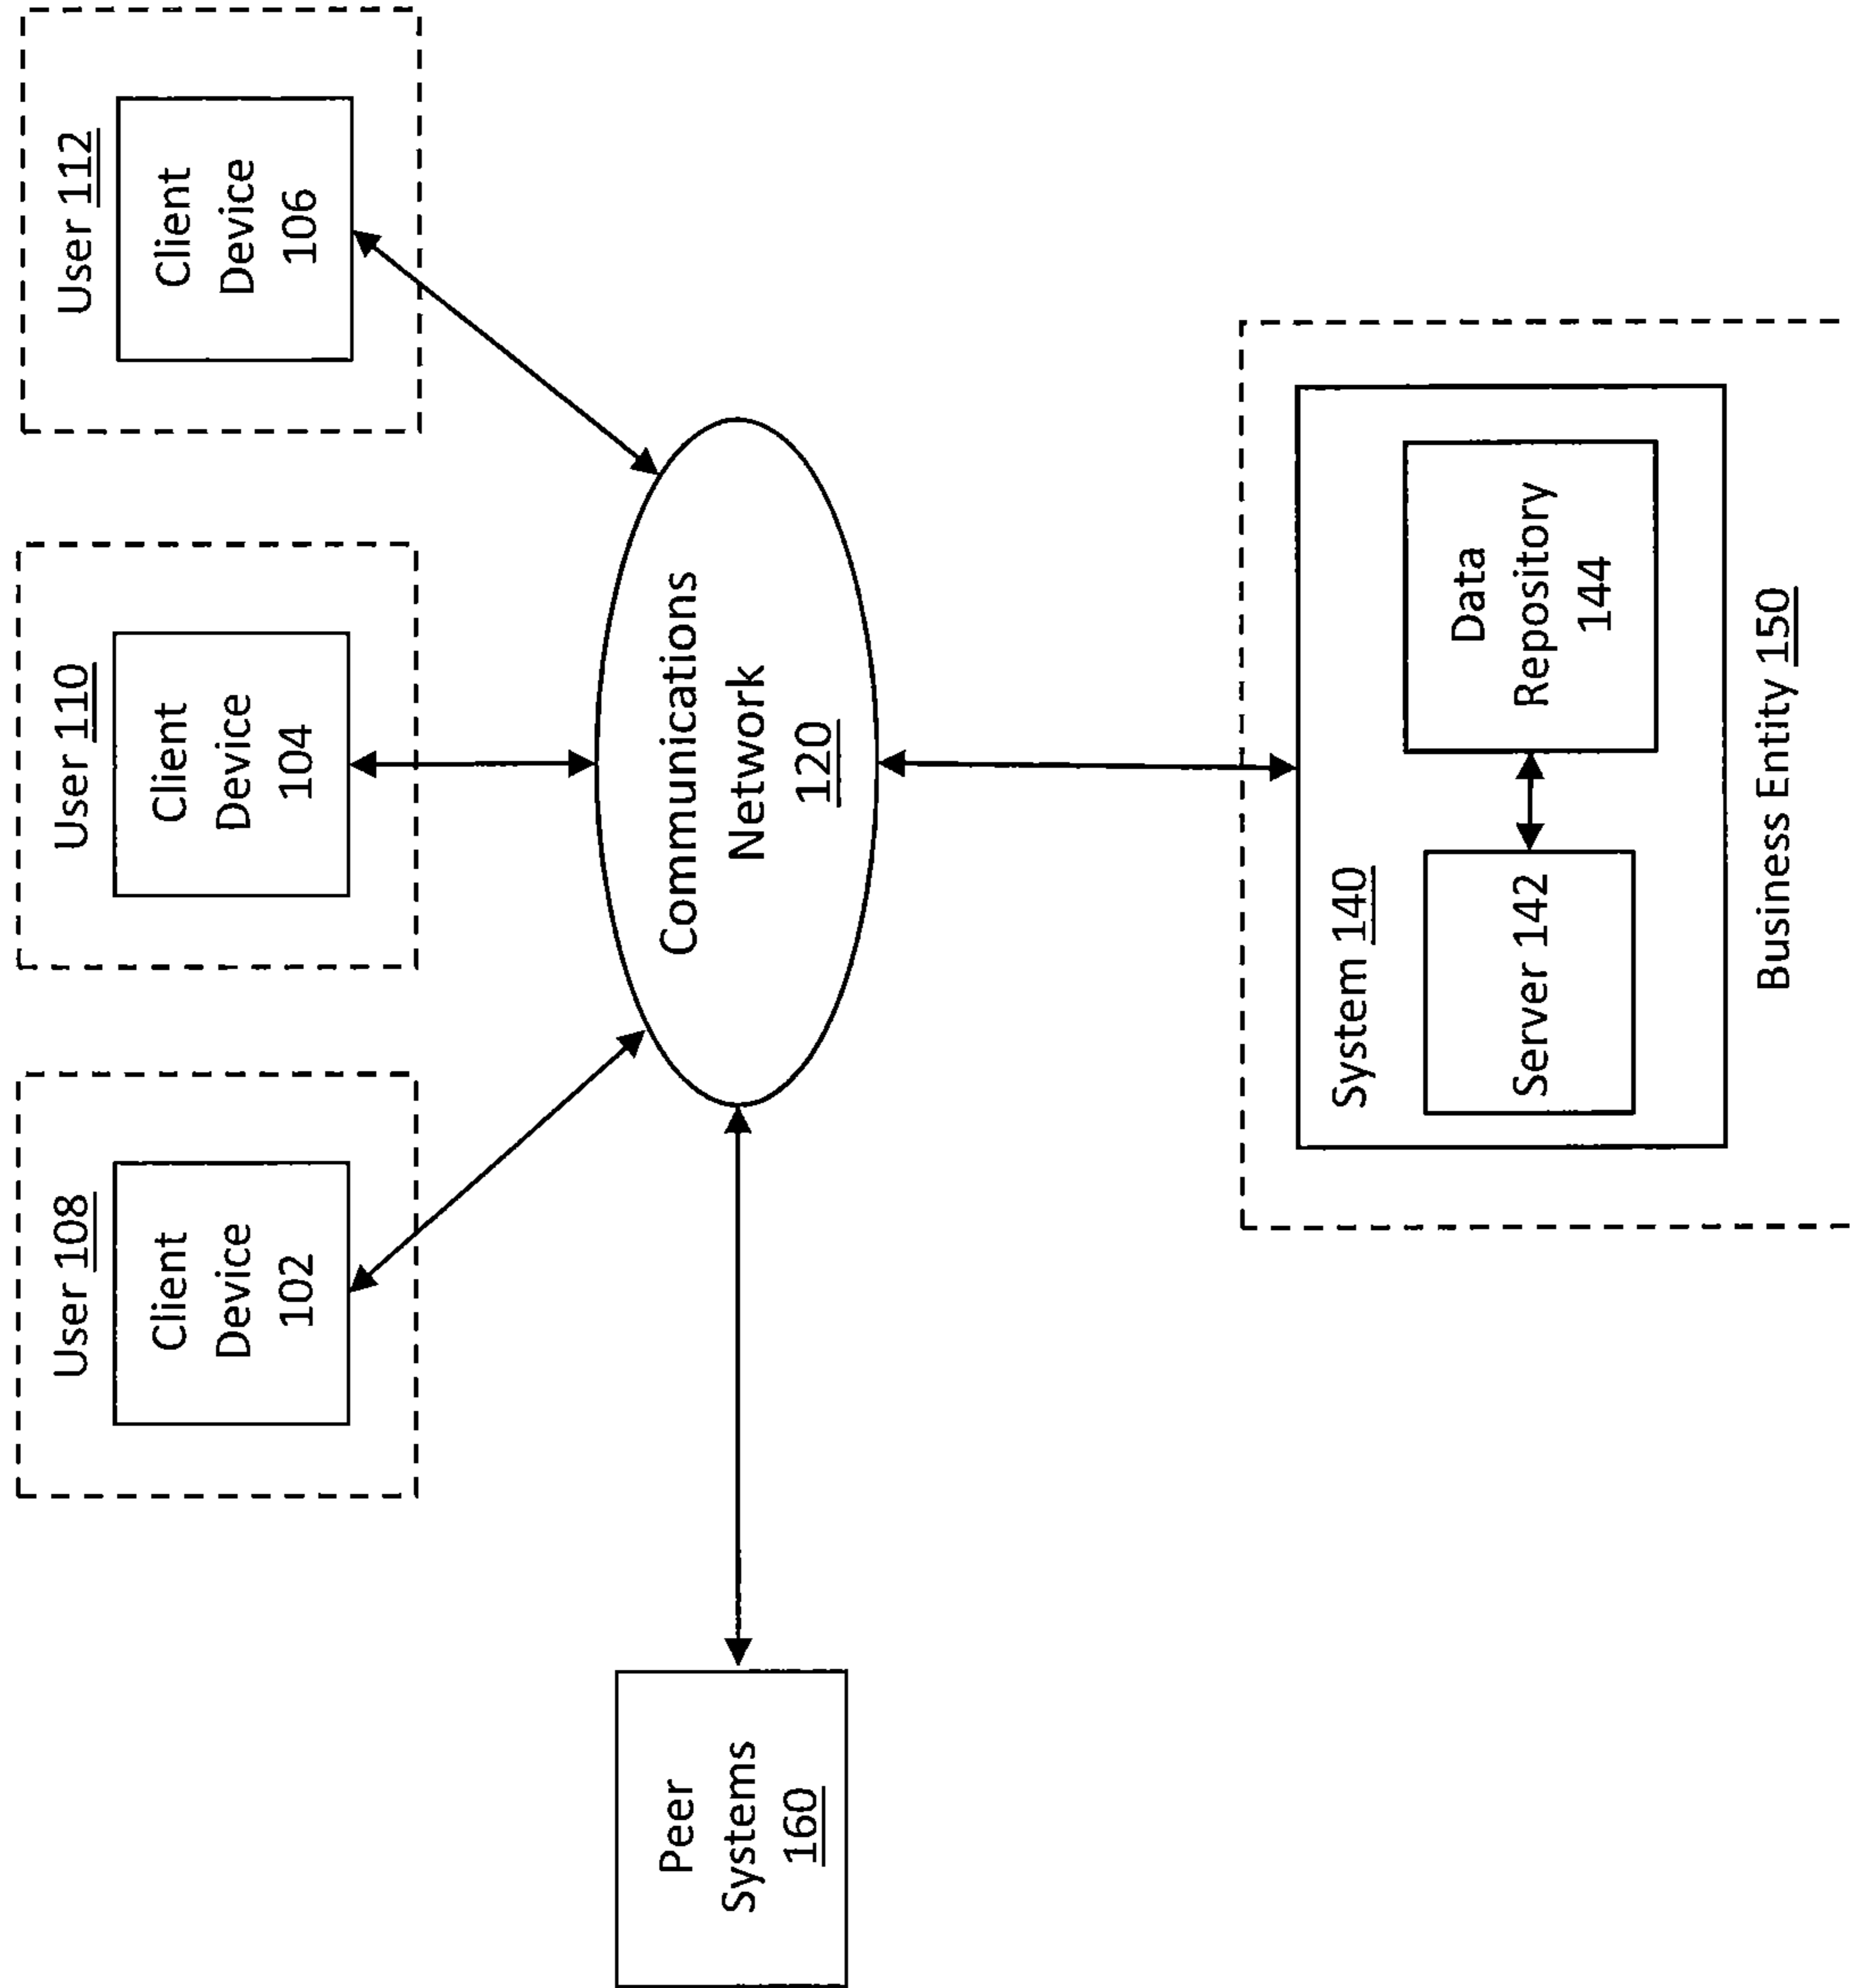 User 108
Client
Device
102
User 110
Client
Device
104
User 112
Client
Device
106
Peer
Systems
160
Communications
Network
120
System 140
Server 142
Data
Repository
144
Business Entity 150